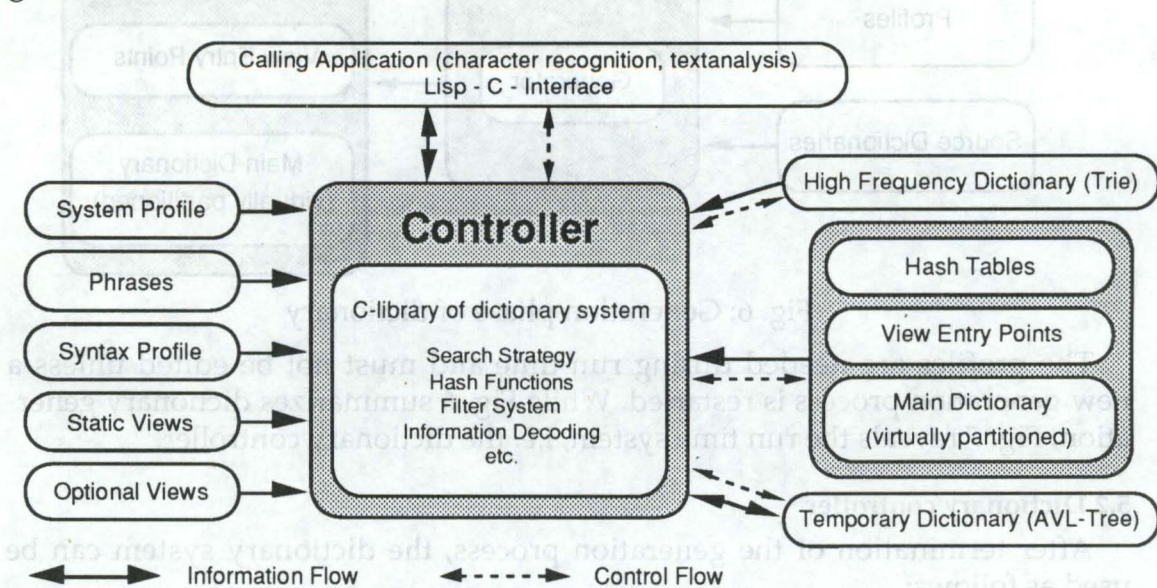 Calling Application (character recognition, textanalysis)
Lisp - C - Interface
System Profile
Phrases
Syntax Profile
Static Views
Optional Views
Controller
C-library of dictionary system
Search Strategy
Hash Functions
Filter System
Information Decoding
etc.
High Frequency Dictionary (Trie)
Hash Tables
View Entry Points
Main Dictionary
(virtually partitioned)
Temporary Dictionary (AVL-Tree)
Information Flow
Control Flow